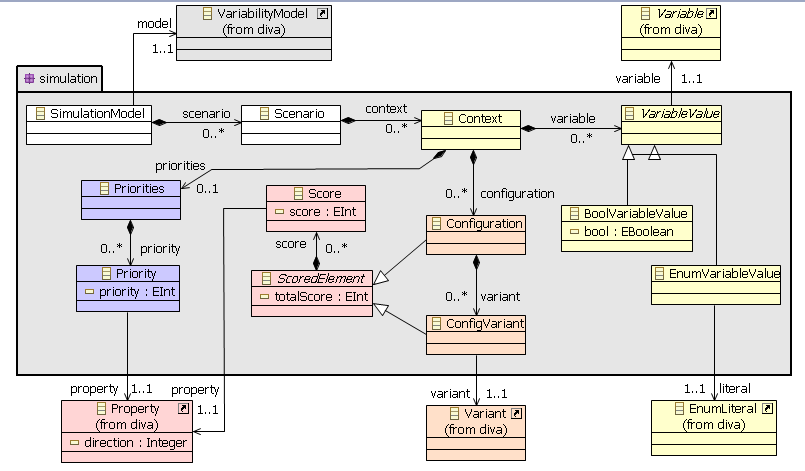 VariabilityModel
(from diva)
Variable
(from diva)
model
1..1
variable
1..1
simulation
SimulationModel
scenario
0..*
Scenario
context
0..*
Context
variable
0..*
VariableValue
priorities
0..1
Priorities
Score
score : EInt
0..*
configuration
BoolVariableValue
bool : EBoolean
Configuration
0..*
priority
score
0..*
Priority
priority : EInt
ScoredElement
totalScore : EInt
EnumVariableValue
0..*
variant
ConfigVariant
property
1..1
property
1..1
variant
1..1
1..1
literal
Property
(from diva)
direction : Integer
Variant
(from diva)
EnumLiteral
(from diva)